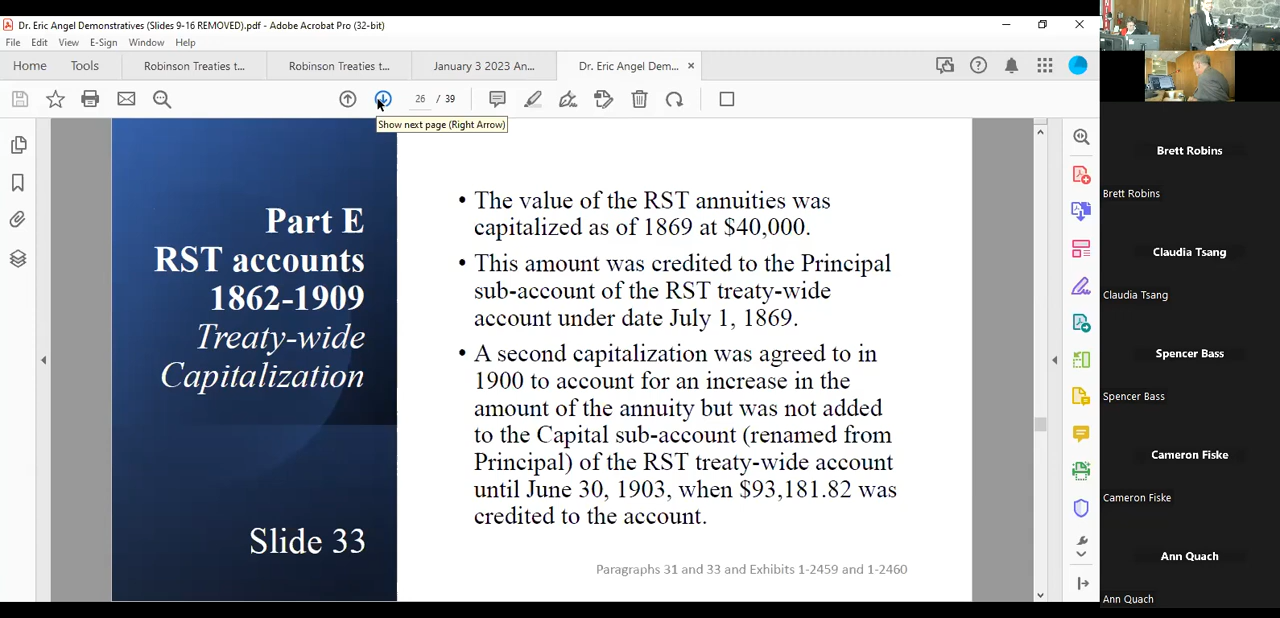 Dr. Eric Angel Demonstratives (Slides 9-16 REMOVED).pdf - Adobe Acrobat Pro (32-bit)
File Edit View E-Sign Window Help
Home Tools Robinson Treaties t... Robinson Treaties t... January 3 2023 An... Dr. Eric Angel Dem... ×
26 / 39
Show next page (Right Arrow)
Part E
RST accounts
1862-1909
Treaty-wide
Capitalization
Slide 33
• The value of the RST annuities was
capitalized as of 1869 at $40,000.
• This amount was credited to the Principal
sub-account of the RST treaty-wide
account under date July 1, 1869.
• A second capitalization was agreed to in
1900 to account for an increase in the
amount of the annuity but was not added
to the Capital sub-account (renamed from
Principal) of the RST treaty-wide account
until June 30, 1903, when $93,181.82 was
credited to the account.
Paragraphs 31 and 33 and Exhibits 1-2459 and 1-2460
Brett Robins
Brett Robins
Claudia Tsang
Claudia Tsang
Spencer Bass
Spencer Bass
Cameron Fiske
Cameron Fiske
Ann Quach
Ann Quach